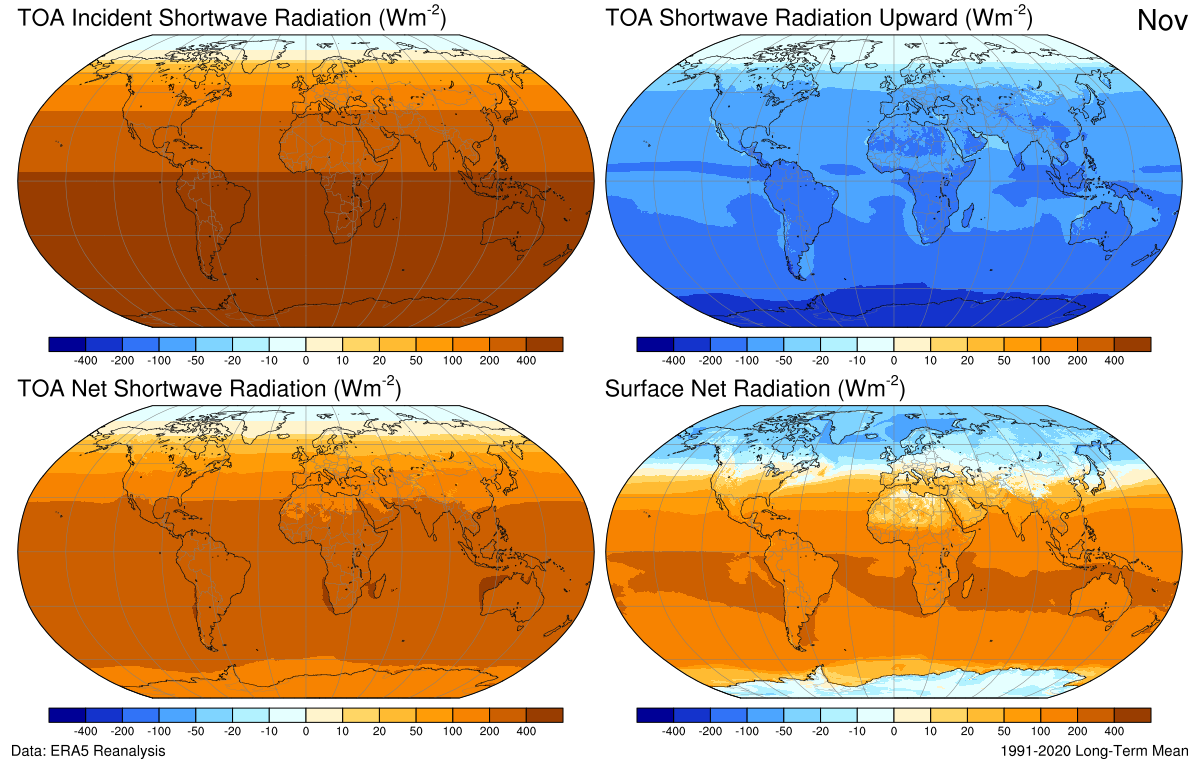 TOA Incident Shortwave Radiation (Wm-2)
TOA Shortwave Radiation Upward (Wm-2)
Nov
-400 -200 -100 -50 -20 -10 0 10 20 50 100 200 400
-400 -200 -100 -50 -20 -10 0 10 20 50 100 200 400
TOA Net Shortwave Radiation (Wm-2)
Surface Net Radiation (Wm-2)
-400 -200 -100 -50 -20 -10 0 10 20 50 100 200 400
-400 -200 -100 -50 -20 -10 0 10 20 50 100 200 400
Data: ERA5 Reanalysis
1991-2020 Long-Term Mean